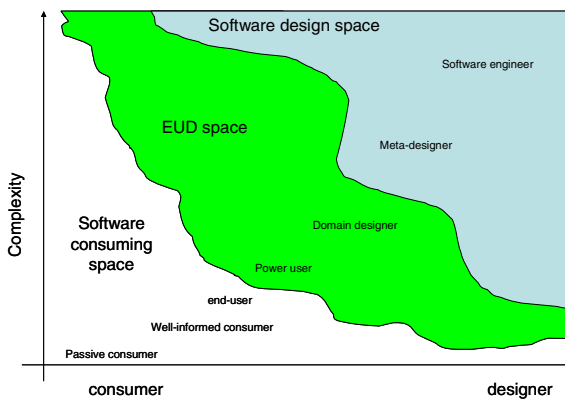 Software design space
Software engineer
EUD space
Meta-designer
Complexity
Software
consuming
space
Domain designer
Power user
end-user
Well-informed consumer
Passive consumer
consumer
designer